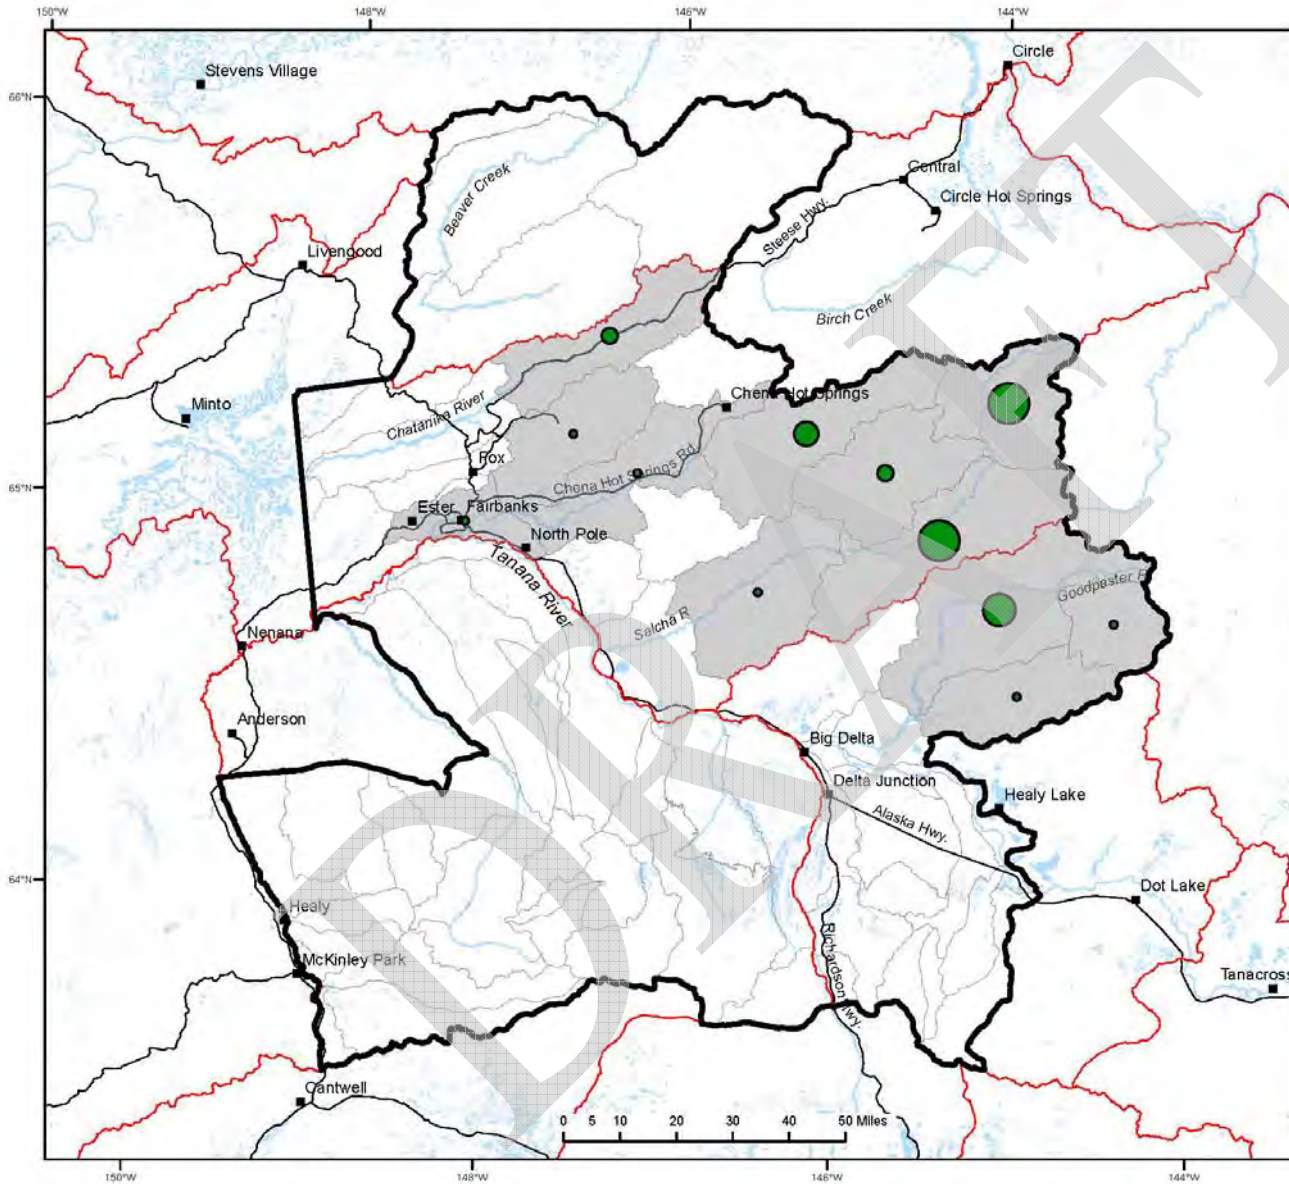 150°W 148°W 146°W 144°W
Circle
Stevens Village
66°N
Central
Beaver Creek
Circle Hot Springs
Steese Hwy.
Livengood
Birch Creek
Chena Hot Springs
Minto
Chatanika River
Fox
Chena Hot Springs Rd.
65°N
Ester
Fairbanks
North Pole
Tanana River
Goodpaster R
Salcha R
Nenana
Anderson
Big Delta
Delta Junction
Healy Lake
Alaska Hwy.
64°N
Dot Lake
Healy
McKinley Park
Richardson Hwy.
Tanacross
Cantwell
0 5 10 20 30 40 50 Miles
150°W 148°W 146°W 144°W
DRAFT